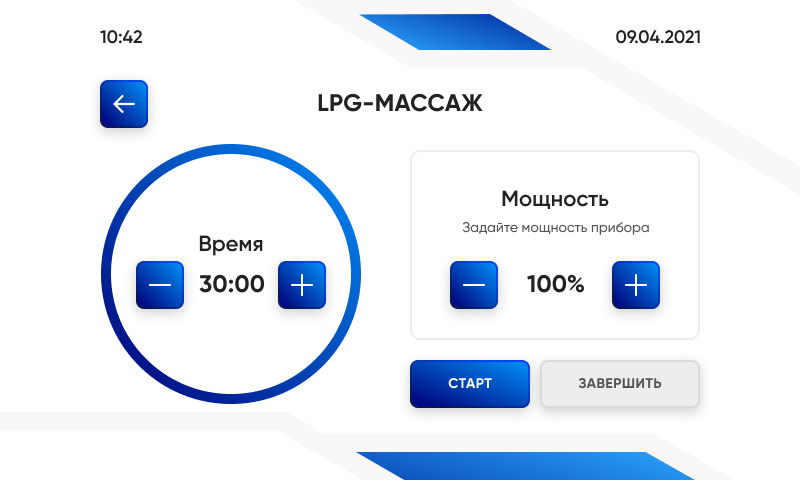 10:42
09.04.2021
LPG-МАССАЖ
Время
30:00
Мощность
Задайте мощность прибора
100%
СТАРТ
ЗАВЕРШИТЬ